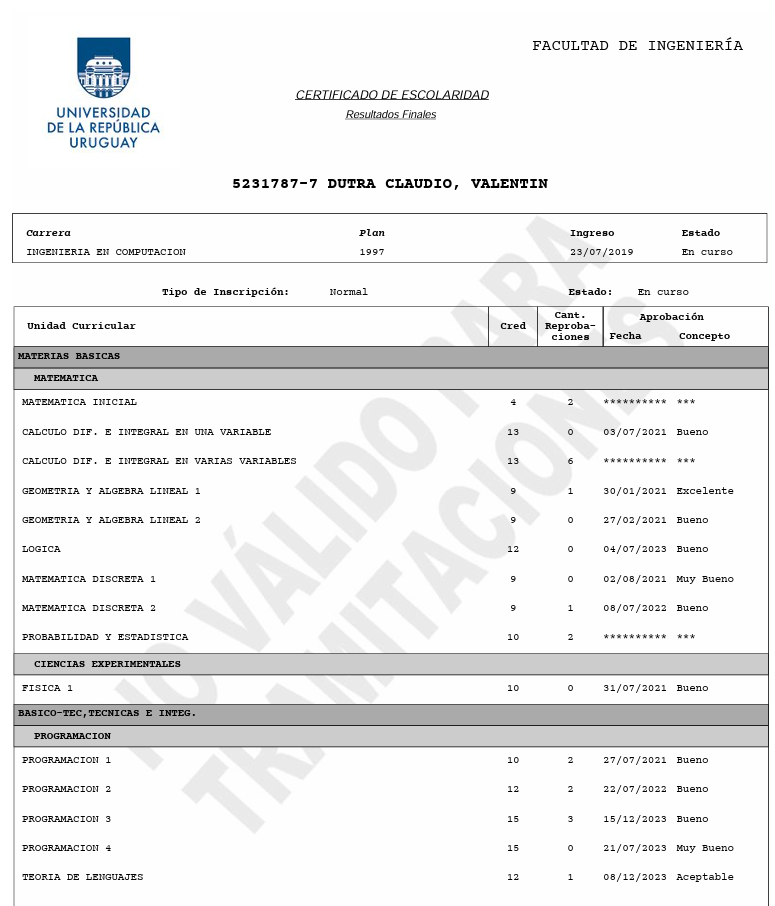 UNIVERSIDAD
DE LA REPÚBLICA
URUGUAY
FACULTAD DE INGENIERÍA
CERTIFICADO DE ESCOLARIDAD
Resultados Finales
5231787-7 DUTRA CLAUDIO, VALENTIN
Carrera Plan Ingreso Estado
INGENIERIA EN COMPUTACION 1997 23/07/2019 En curso
Tipo de Inscripción: Normal Estado: En curso
Unidad Curricular Cred Cant. Reproba- ciones Aprobación Fecha Concepto
MATERIAS BASICAS
MATEMATICA
MATEMATICA INICIAL 4 2 ********** ***
CALCULO DIF. E INTEGRAL EN UNA VARIABLE 13 0 03/07/2021 Bueno
CALCULO DIF. E INTEGRAL EN VARIAS VARIABLES 13 6 ********** ***
GEOMETRIA Y ALGEBRA LINEAL 1 9 1 30/01/2021 Excelente
GEOMETRIA Y ALGEBRA LINEAL 2 9 0 27/02/2021 Bueno
LOGICA 12 0 04/07/2023 Bueno
MATEMATICA DISCRETA 1 9 0 02/08/2021 Muy Bueno
MATEMATICA DISCRETA 2 9 1 08/07/2022 Bueno
PROBABILIDAD Y ESTADISTICA 10 2 ********** ***
CIENCIAS EXPERIMENTALES
FISICA 1 10 0 31/07/2021 Bueno
BASICO-TEC,TECNICAS E INTEG.
PROGRAMACION
PROGRAMACION 1 10 2 27/07/2021 Bueno
PROGRAMACION 2 12 2 22/07/2022 Bueno
PROGRAMACION 3 15 3 15/12/2023 Bueno
PROGRAMACION 4 15 0 21/07/2023 Muy Bueno
TEORIA DE LENGUAJES 12 1 08/12/2023 Aceptable
NO VÁLIDO PARA
TRAMITACIONES